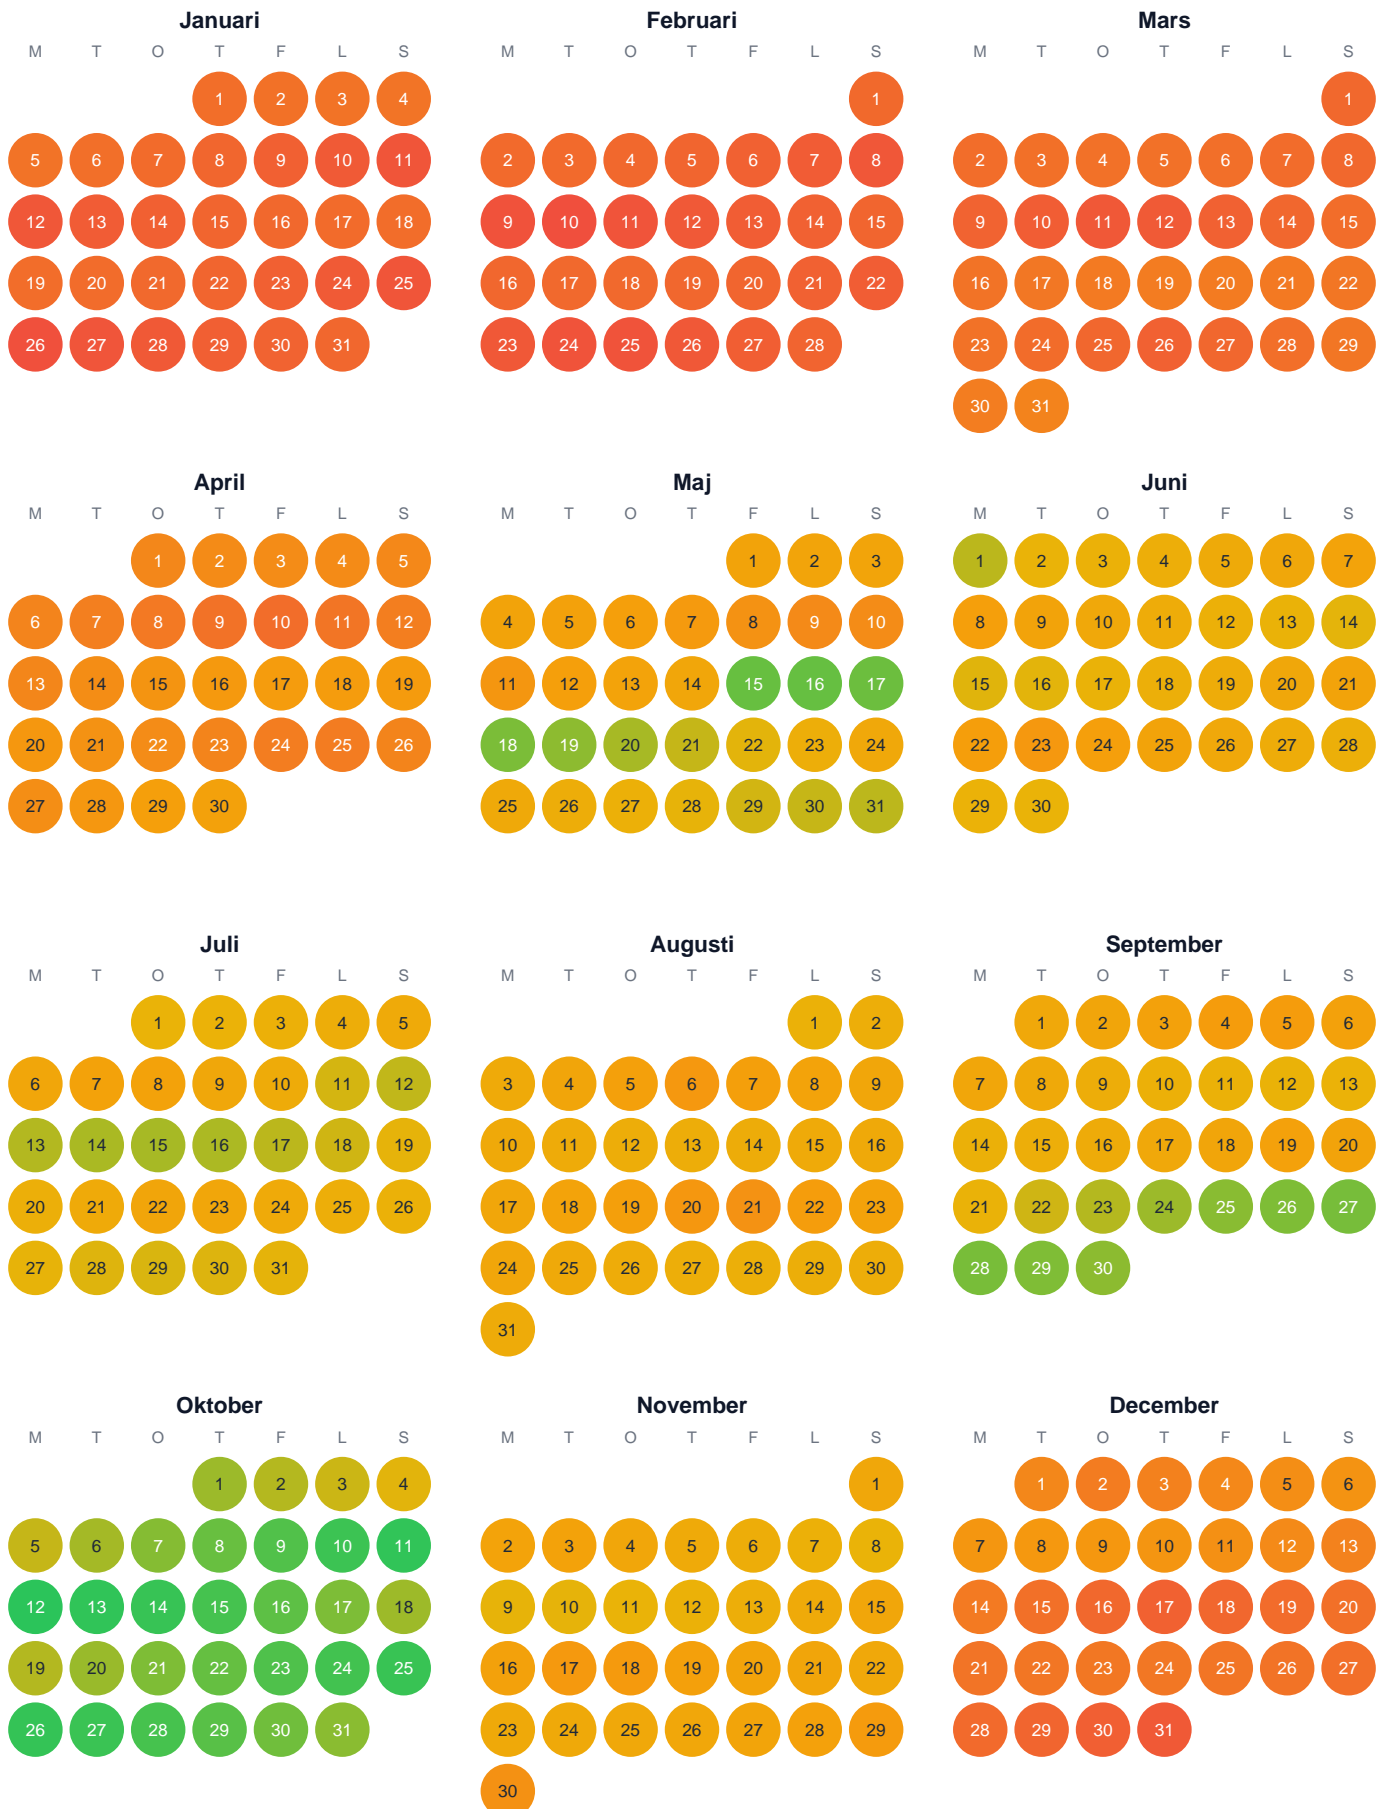 Januari Februari Mars
M T O T F L S M T O T F L S M T O T F L S
1 2 3 4 1 1
5 6 7 8 9 10 11 2 3 4 5 6 7 8 2 3 4 5 6 7 8
12 13 14 15 16 17 18 9 10 11 12 13 14 15 9 10 11 12 13 14 15
19 20 21 22 23 24 25 16 17 18 19 20 21 22 16 17 18 19 20 21 22
26 27 28 29 30 31 23 24 25 26 27 28 23 24 25 26 27 28 29
30 31
April Maj Juni
M T O T F L S M T O T F L S M T O T F L S
1 2 3 4 5 1 2 3 1 2 3 4 5 6 7
6 7 8 9 10 11 12 4 5 6 7 8 9 10 8 9 10 11 12 13 14
13 14 15 16 17 18 19 11 12 13 14 15 16 17 15 16 17 18 19 20 21
20 21 22 23 24 25 26 18 19 20 21 22 23 24 22 23 24 25 26 27 28
27 28 29 30 25 26 27 28 29 30 31 29 30
Juli Augusti September
M T O T F L S M T O T F L S M T O T F L S
1 2 3 4 5 1 2 1 2 3 4 5 6
6 7 8 9 10 11 12 3 4 5 6 7 8 9 7 8 9 10 11 12 13
13 14 15 16 17 18 19 10 11 12 13 14 15 16 14 15 16 17 18 19 20
20 21 22 23 24 25 26 17 18 19 20 21 22 23 21 22 23 24 25 26 27
27 28 29 30 31 24 25 26 27 28 29 30 28 29 30
31
Oktober November December
M T O T F L S M T O T F L S M T O T F L S
1 2 3 4 1 1 2 3 4 5 6
5 6 7 8 9 10 11 2 3 4 5 6 7 8 7 8 9 10 11 12 13
12 13 14 15 16 17 18 9 10 11 12 13 14 15 14 15 16 17 18 19 20
19 20 21 22 23 24 25 16 17 18 19 20 21 22 21 22 23 24 25 26 27
26 27 28 29 30 31 23 24 25 26 27 28 29 28 29 30 31
30